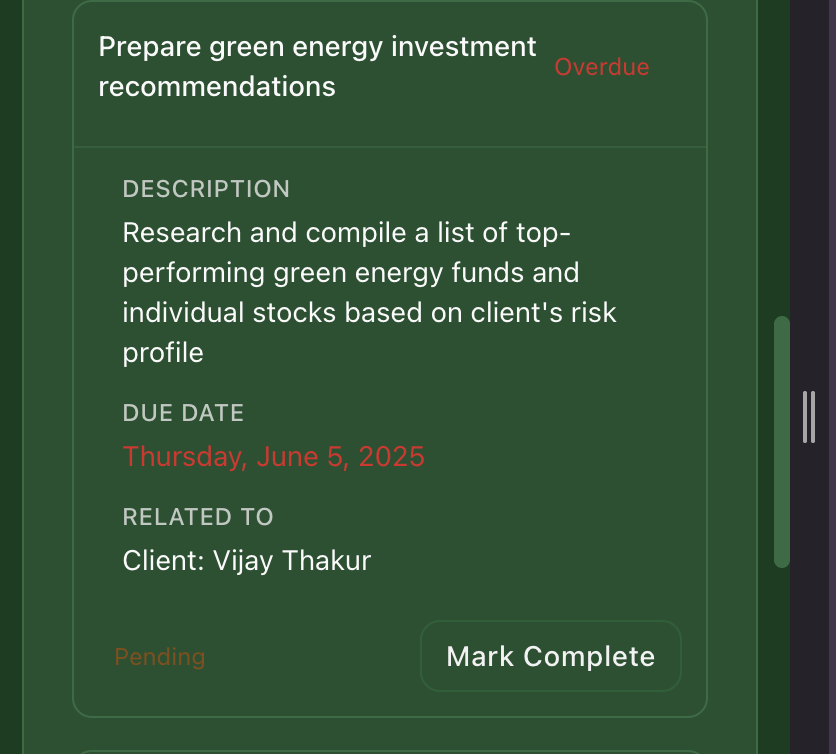 Prepare green energy investment
recommendations
Overdue
DESCRIPTION
Research and compile a list of top-
performing green energy funds and
individual stocks based on client's risk
profile
DUE DATE
Thursday, June 5, 2025
RELATED TO
Client: Vijay Thakur
Pending
Mark Complete